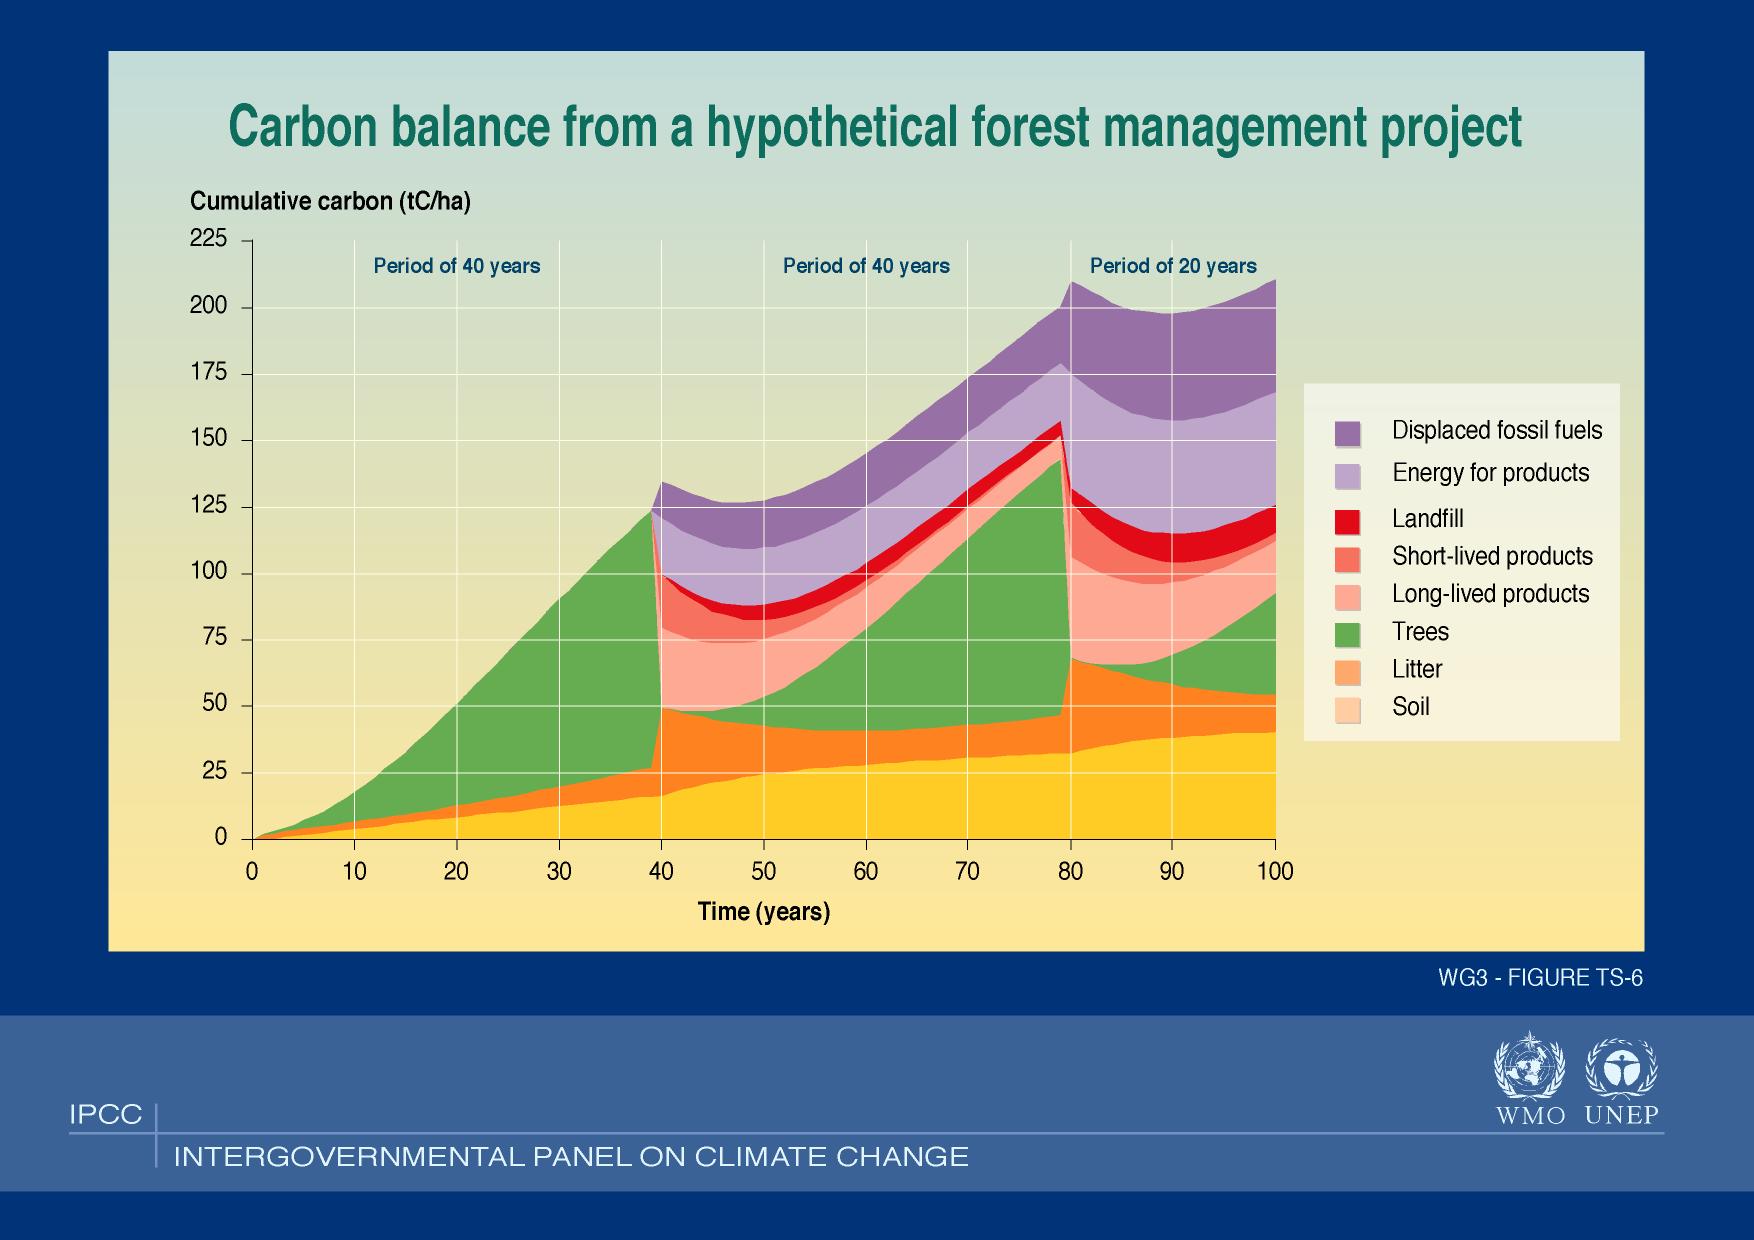 Carbon balance from a hypothetical forest management project
Cumulative carbon (tC/ha)
225
200
175
150
125
100
75
50
25
0
Period of 40 years
Period of 40 years
Period of 20 years
0 10 20 30 40 50 60 70 80 90 100
Time (years)
Displaced fossil fuels
Energy for products
Landfill
Short-lived products
Long-lived products
Trees
Litter
Soil
WG3 - FIGURE TS-6
WMO UNEP
IPCC
INTERGOVERNMENTAL PANEL ON CLIMATE CHANGE